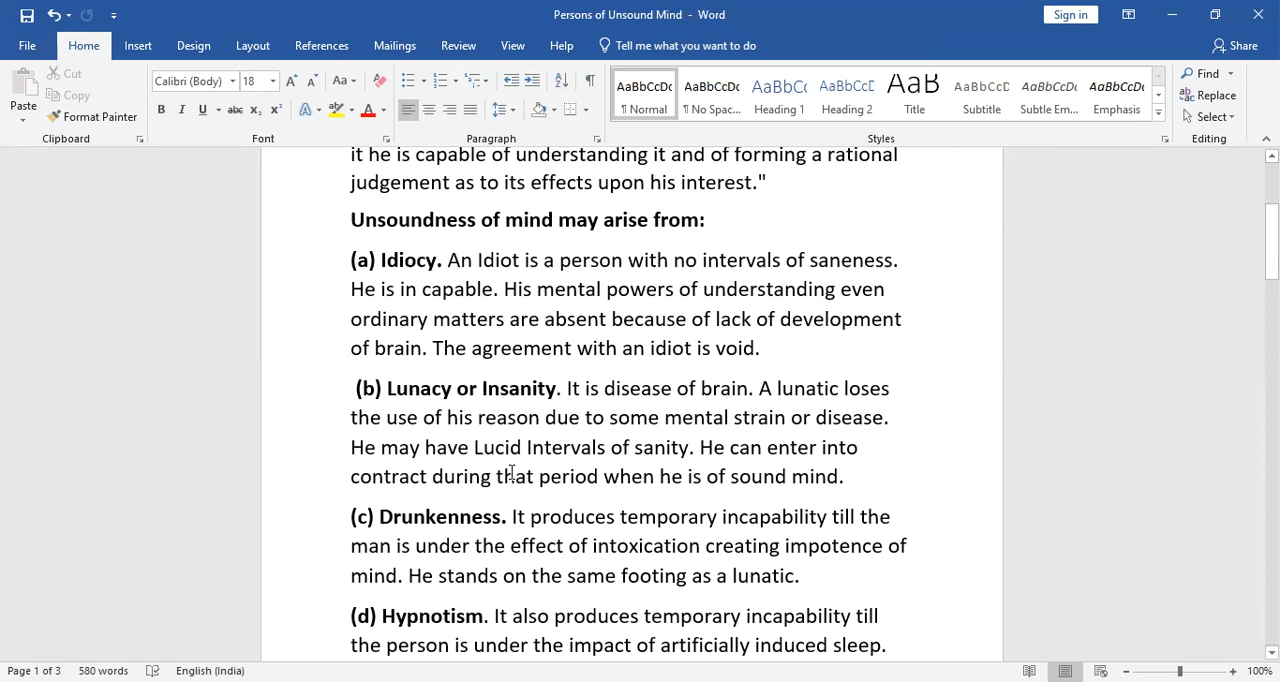 Persons of Unsound Mind - Word
Sign in
File Home Insert Design Layout References Mailings Review View Help Tell me what you want to do Share
Paste
Cut
Copy
Format Painter
Calibri (Body) 18
AaBbCcDc AaBbCcDc AaBbCc AaBbCcD AaB AaBbCcD AaBbCcDc AaBbCcDc
¶ Normal ¶ No Spac... Heading 1 Heading 2 Title Subtitle Subtle Em... Emphasis
Find
Replace
Select
Clipboard Font Paragraph Styles Editing
it he is capable of understanding it and of forming a rational
judgement as to its effects upon his interest."
Unsoundness of mind may arise from:
(a) Idiocy. An Idiot is a person with no intervals of saneness.
He is in capable. His mental powers of understanding even
ordinary matters are absent because of lack of development
of brain. The agreement with an idiot is void.
(b) Lunacy or Insanity. It is disease of brain. A lunatic loses
the use of his reason due to some mental strain or disease.
He may have Lucid Intervals of sanity. He can enter into
contract during that period when he is of sound mind.
(c) Drunkenness. It produces temporary incapability till the
man is under the effect of intoxication creating impotence of
mind. He stands on the same footing as a lunatic.
(d) Hypnotism. It also produces temporary incapability till
the person is under the impact of artificially induced sleep.
Page 1 of 3 580 words English (India) 100%